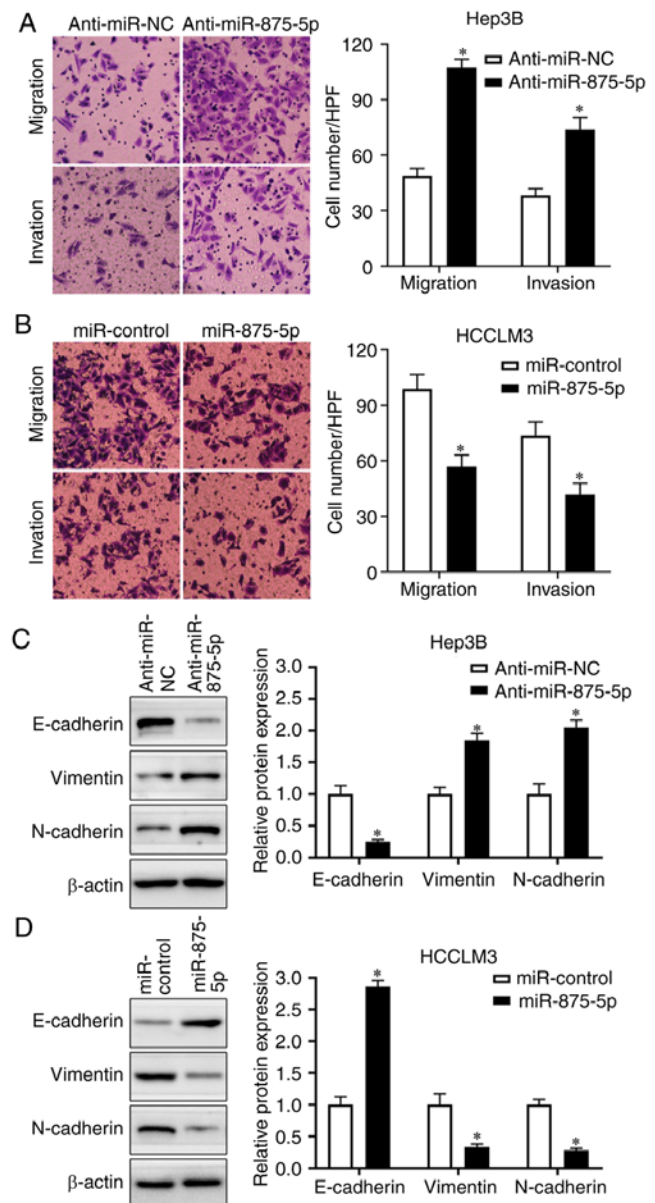 A
Anti-miR-NC Anti-miR-875-5p
Migration
Invation
Hep3B
Anti-miR-NC
Anti-miR-875-5p
Cell number/HPF
120
90
60
30
0
* *
Migration Invasion
B
miR-control miR-875-5p
Migration
Invation
HCCLM3
miR-control
miR-875-5p
Cell number/HPF
120
90
60
30
0
* *
Migration Invasion
C
Anti-miR-
NC
Anti-miR-
875-5p
E-cadherin
Vimentin
N-cadherin
β-actin
Hep3B
Anti-miR-NC
Anti-miR-875-5p
Relative protein expression
3.0
2.5
2.0
1.5
1.0
0.5
0.0
* * *
E-cadherin Vimentin N-cadherin
D
miR-
control
miR-875-
5p
E-cadherin
Vimentin
N-cadherin
β-actin
HCCLM3
miR-control
miR-875-5p
Relative protein expression
3.0
2.5
2.0
1.5
1.0
0.5
0.0
* * *
E-cadherin Vimentin N-cadherin